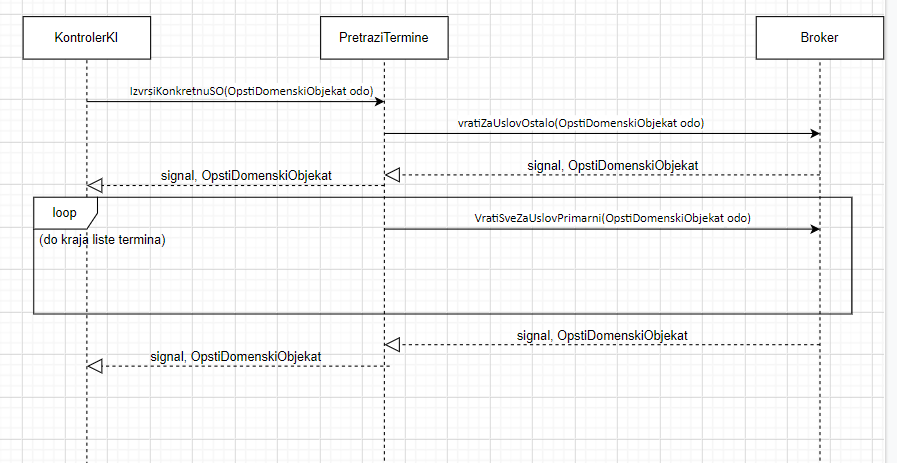 KontrolerKI
PretraziTermine
Broker
IzvrsiKonkretnuSO(OpstiDomenskiObjekat odo)
vratiZaUslovOstalo(OpstiDomenskiObjekat odo)
signal, OpstiDomenskiObjekat
signal, OpstiDomenskiObjekat
loop
VratiSveZaUslovPrimarni(OpstiDomenskiObjekat odo)
(do kraja liste termina)
signal, OpstiDomenskiObjekat
signal, OpstiDomenskiObjekat